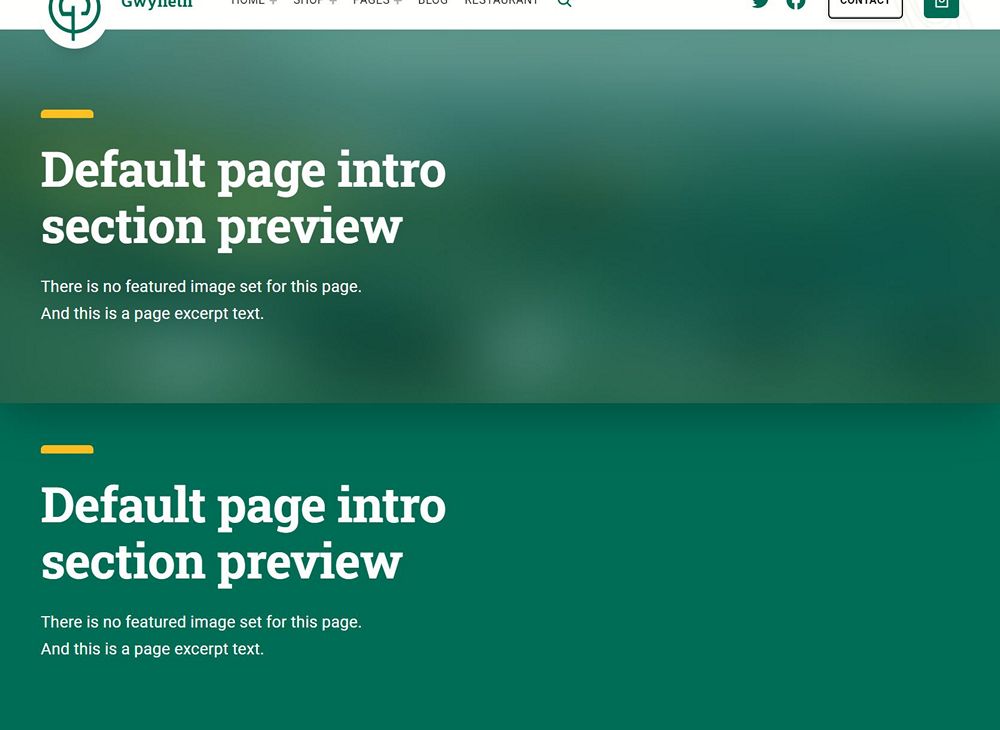 Gwyneth
HOME SHOP PAGES BLOG RESTAURANT
CONTACT
Default page intro
section preview
There is no featured image set for this page.
And this is a page excerpt text.
Default page intro
section preview
There is no featured image set for this page.
And this is a page excerpt text.